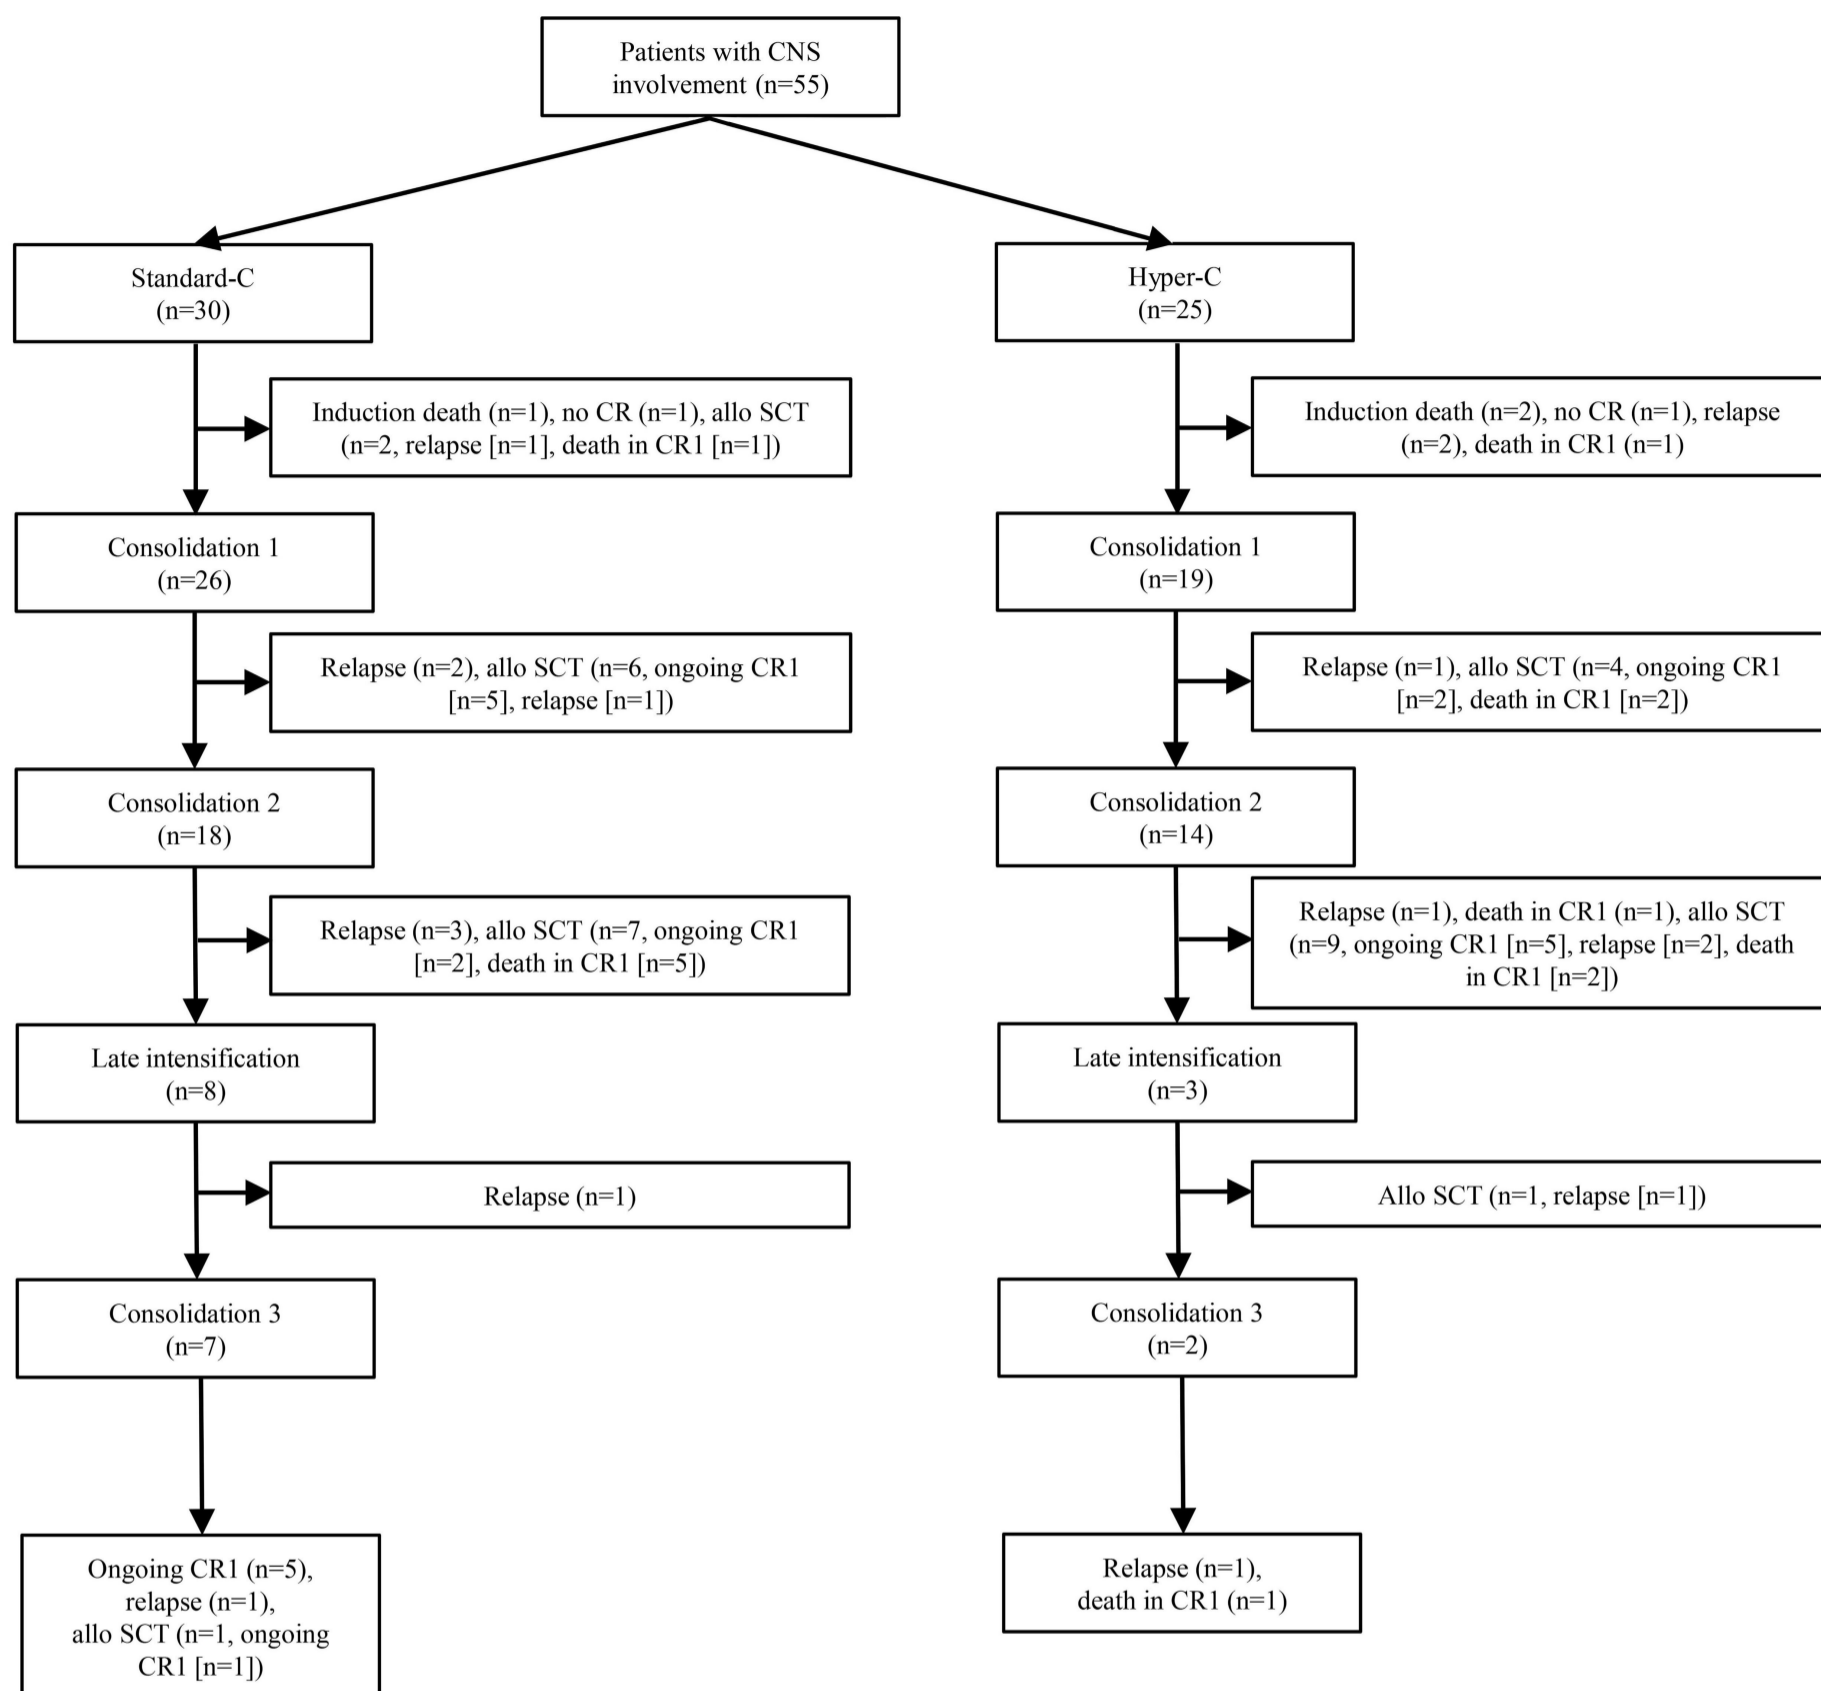 Patients with CNS
involvement (n=55)
Standard-C
(n=30)
Hyper-C
(n=25)
Induction death (n=1), no CR (n=1), allo SCT
(n=2, relapse [n=1], death in CR1 [n=1])
Induction death (n=2), no CR (n=1), relapse
(n=2), death in CR1 (n=1)
Consolidation 1
(n=26)
Consolidation 1
(n=19)
Relapse (n=2), allo SCT (n=6, ongoing CR1
[n=5], relapse [n=1])
Relapse (n=1), allo SCT (n=4, ongoing CR1
[n=2], death in CR1 [n=2])
Consolidation 2
(n=18)
Consolidation 2
(n=14)
Relapse (n=3), allo SCT (n=7, ongoing CR1
[n=2], death in CR1 [n=5])
Relapse (n=1), death in CR1 (n=1), allo SCT
(n=9, ongoing CR1 [n=5], relapse [n=2], death
in CR1 [n=2])
Late intensification
(n=8)
Late intensification
(n=3)
Relapse (n=1)
Allo SCT (n=1, relapse [n=1])
Consolidation 3
(n=7)
Consolidation 3
(n=2)
Ongoing CR1 (n=5),
relapse (n=1),
allo SCT (n=1, ongoing
CR1 [n=1])
Relapse (n=1),
death in CR1 (n=1)